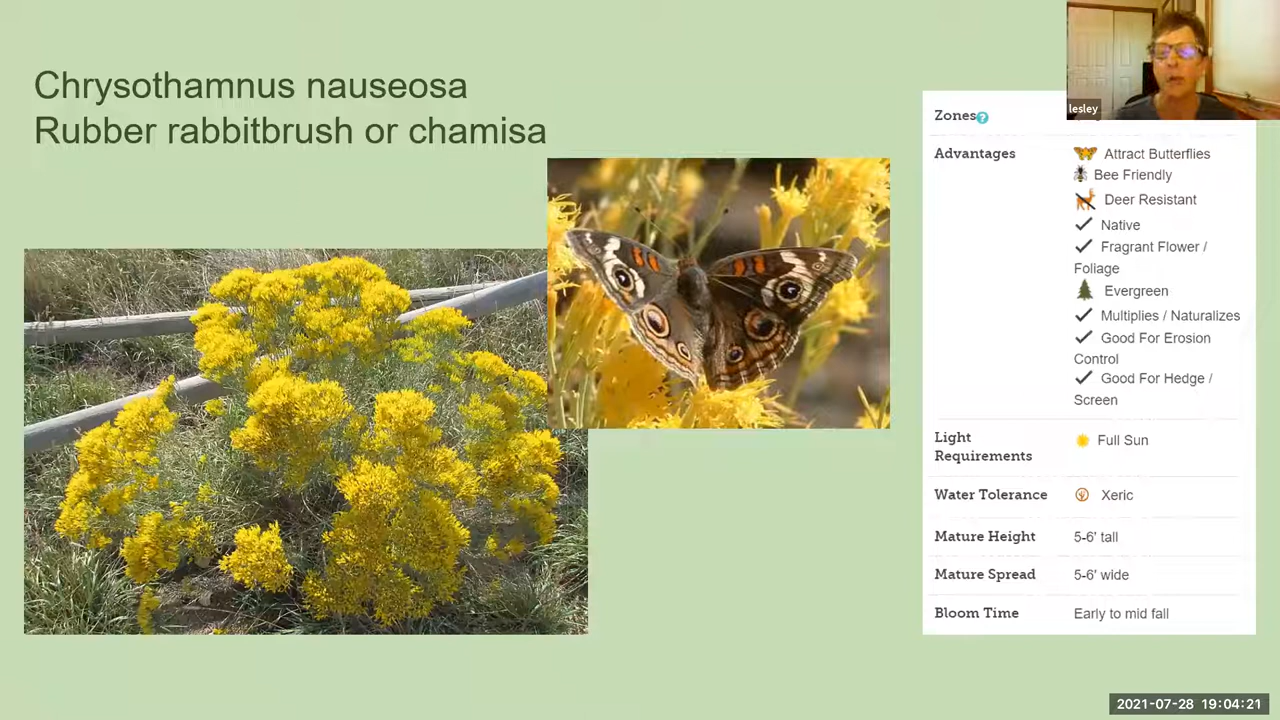 Chrysothamnus nauseosa
Rubber rabbitbrush or chamisa
lesley
Zones?
Advantages
Attract Butterflies
Bee Friendly
Deer Resistant
Native
Fragrant Flower /
Foliage
Evergreen
Multiplies / Naturalizes
Good For Erosion
Control
Good For Hedge /
Screen
Light
Requirements
Full Sun
Water Tolerance
Xeric
Mature Height
5-6' tall
Mature Spread
5-6' wide
Bloom Time
Early to mid fall
2021-07-28 19:04:21